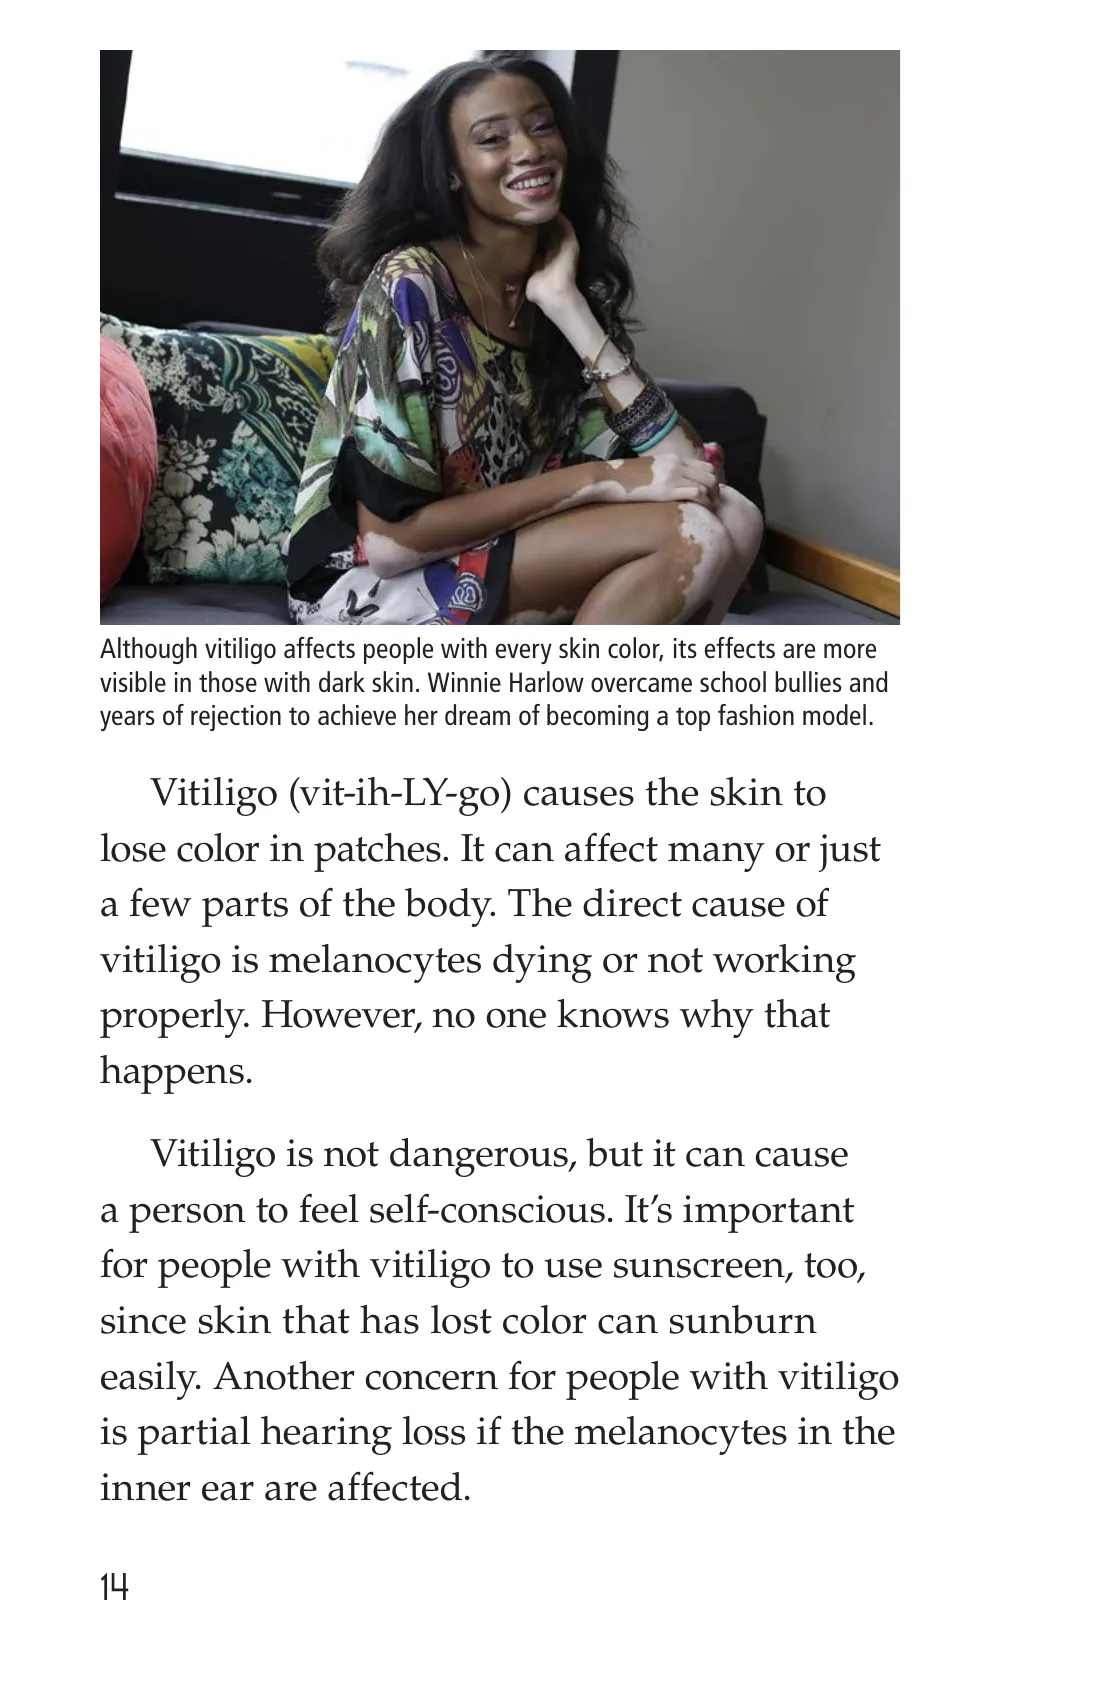 Although vitiligo affects people with every skin color, its effects are more
visible in those with dark skin. Winnie Harlow overcame school bullies and
years of rejection to achieve her dream of becoming a top fashion model.
Vitiligo (vit-ih-LY-go) causes the skin to
lose color in patches. It can affect many or just
a few parts of the body. The direct cause of
vitiligo is melanocytes dying or not working
properly. However, no one knows why that
happens.
Vitiligo is not dangerous, but it can cause
a person to feel self-conscious. It’s important
for people with vitiligo to use sunscreen, too,
since skin that has lost color can sunburn
easily. Another concern for people with vitiligo
is partial hearing loss if the melanocytes in the
inner ear are affected.
14